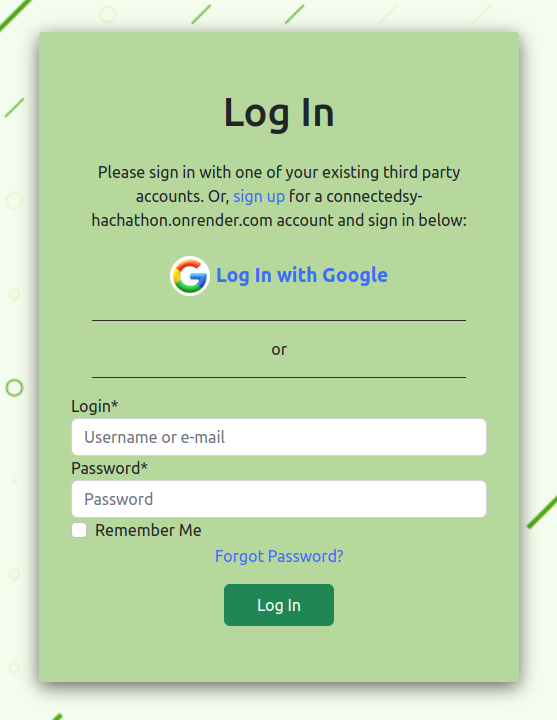 Log In
Please sign in with one of your existing third party
accounts. Or, sign up for a connectedsy-
hachathon.onrender.com account and sign in below:
Log In with Google
or
Login*
Username or e-mail
Password*
Password
Remember Me
Forgot Password?
Log In